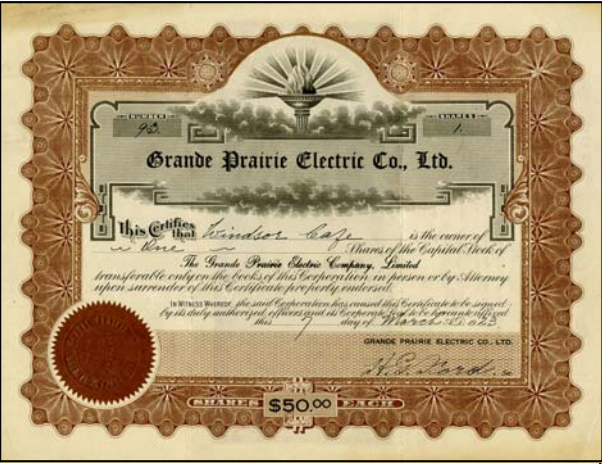 NUMBER
SHARES
93.
1.
Grande Prairie Electric Co., Ltd.
This Certifies that Windsor Cafe is the owner of
One Shares of the Capital Stock of
The Grande Prairie Electric Company, Limited
transferable only on the books of this Corporation, in person or by Attorney
upon surrender of this Certificate properly endorsed.
IN WITNESS WHEREOF, the said Corporation has caused this Certificate to be signed
by its duly authorized officers and its Corporate Seal to be hereunto affixed
this 7 day of March A.D. 1923
GRANDE PRAIRIE ELECTRIC CO., LTD.
SHARES $50.00 EACH